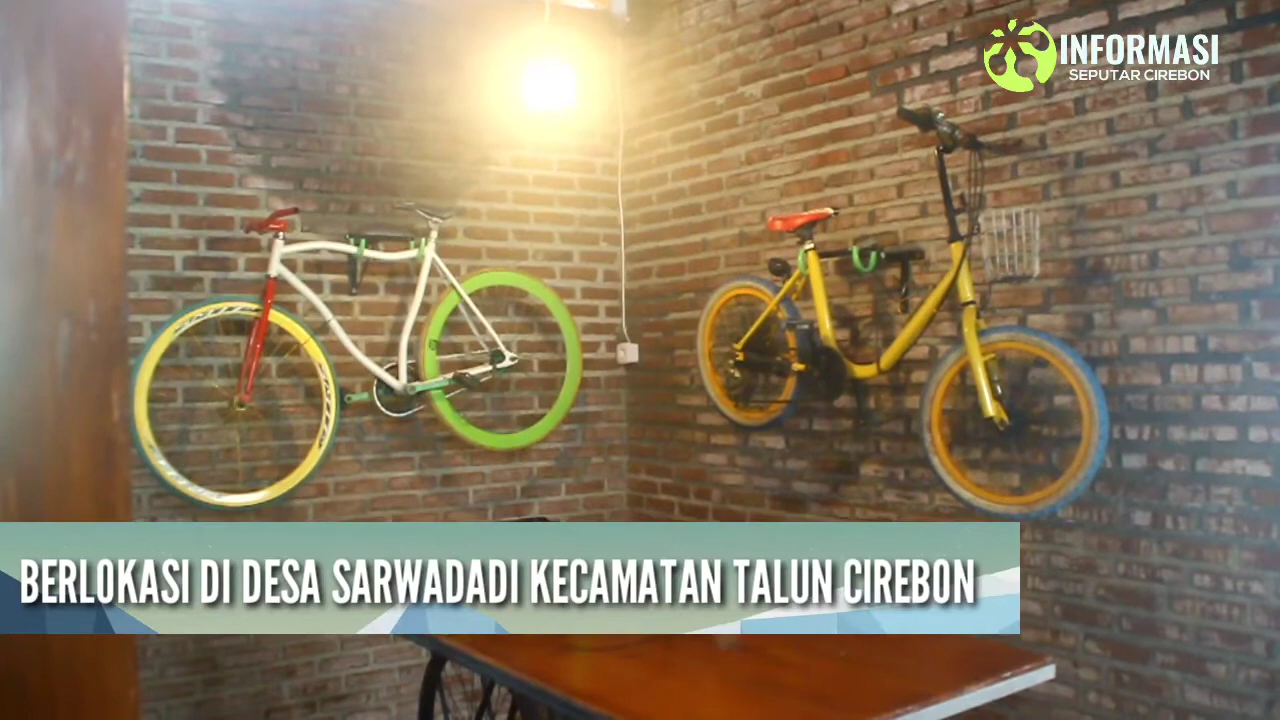 INFORMASI
SEPUTAR CIREBON
BERLOKASI DI DESA SARWADADI KECAMATAN TALUN CIREBON